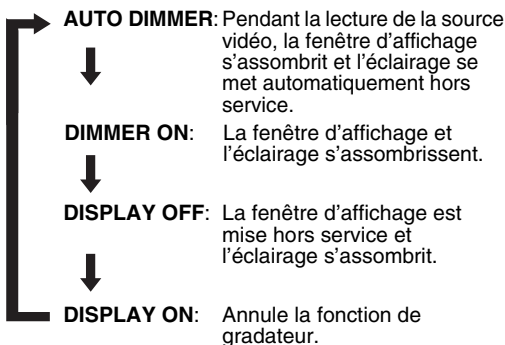 AUTO DIMMER: Pendant la lecture de la source
vidéo, la fenêtre d'affichage
s'assombrit et l'éclairage se
met automatiquement hors
service.
DIMMER ON: La fenêtre d'affichage et
l'éclairage s'assombrissent.
DISPLAY OFF: La fenêtre d'affichage est
mise hors service et
l'éclairage s'assombrit.
DISPLAY ON: Annule la fonction de
gradateur.